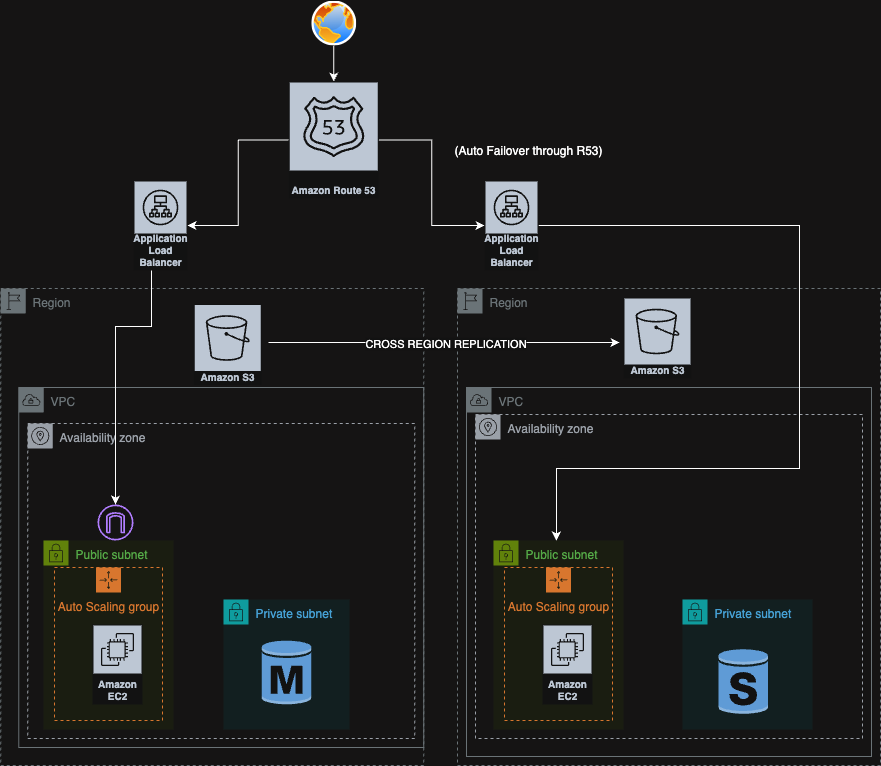 53
(Auto Failover through R53)
Amazon Route 53
Application
Load
Balancer
Application
Load
Balancer
Region
Region
CROSS REGION REPLICATION
Amazon S3
Amazon S3
VPC
VPC
Availability zone
Availability zone
Public subnet
Auto Scaling group
Amazon
EC2
Private subnet
M
Public subnet
Auto Scaling group
Amazon
EC2
Private subnet
S